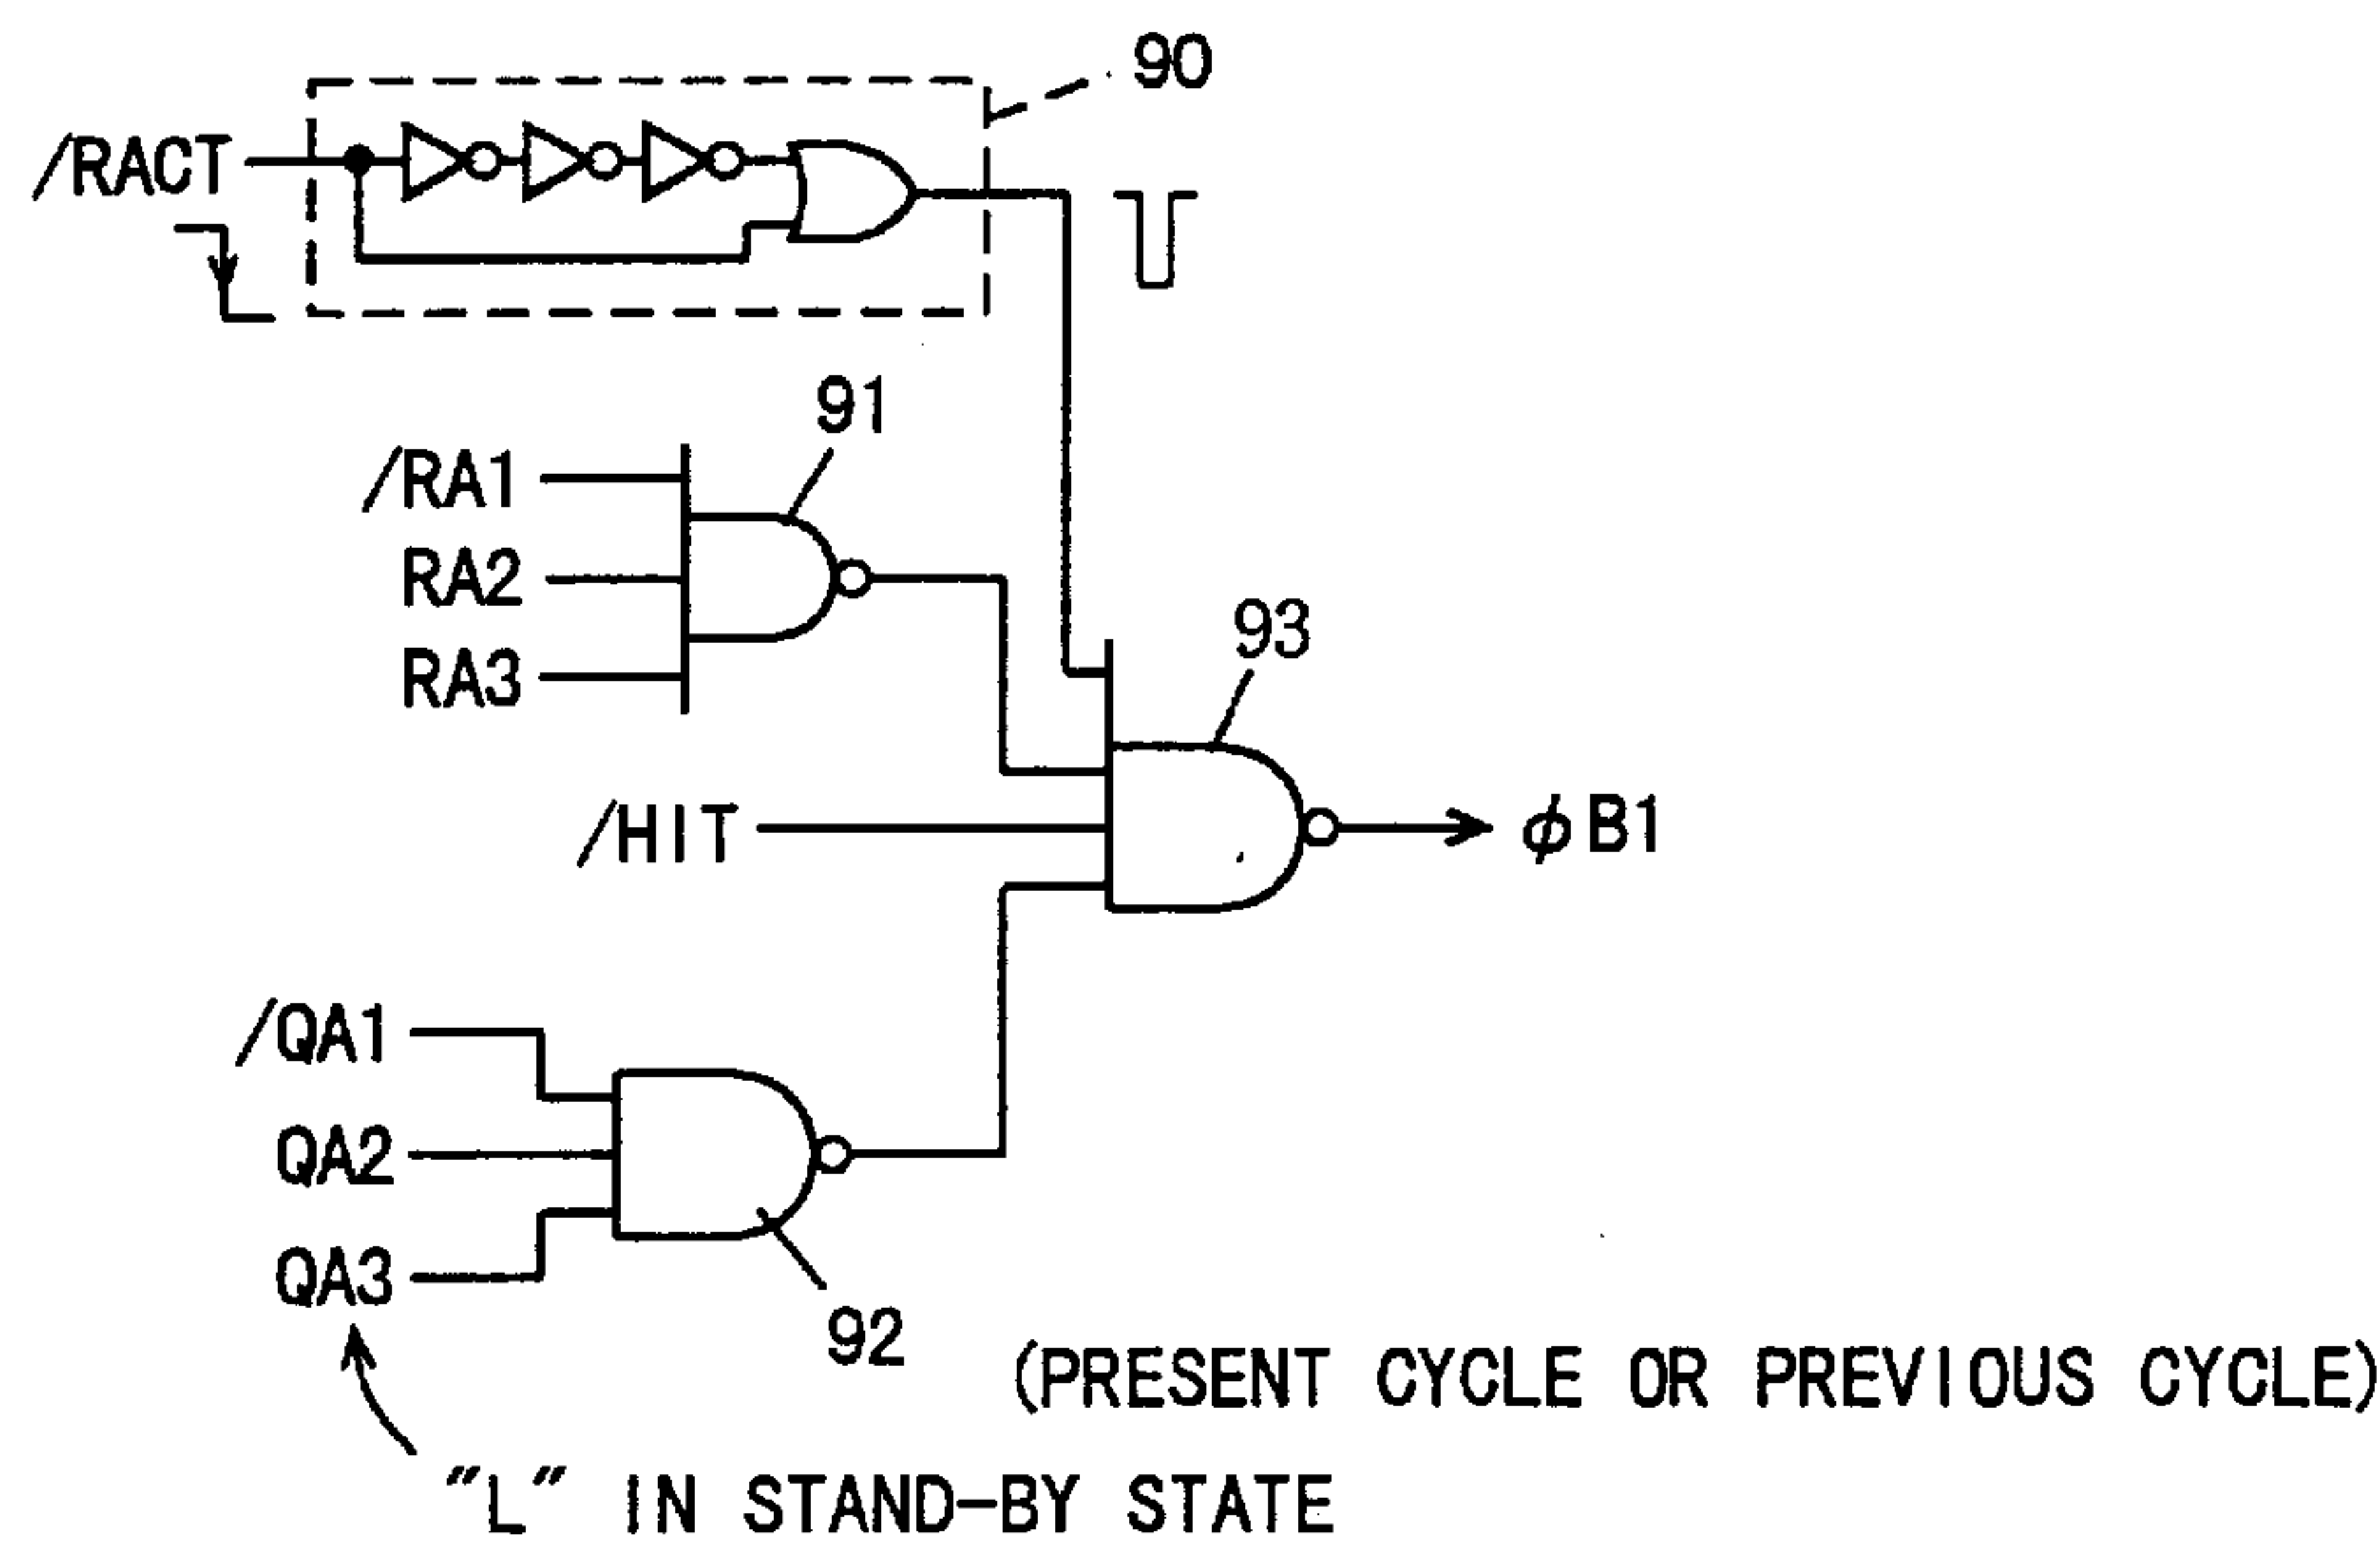 90
/RACT
91
/RA1
RA2
RA3
93
/HIT
φB1
/QA1
QA2
QA3
92
(PRESENT CYCLE OR PREVIOUS CYCLE)
"L" IN STAND-BY STATE